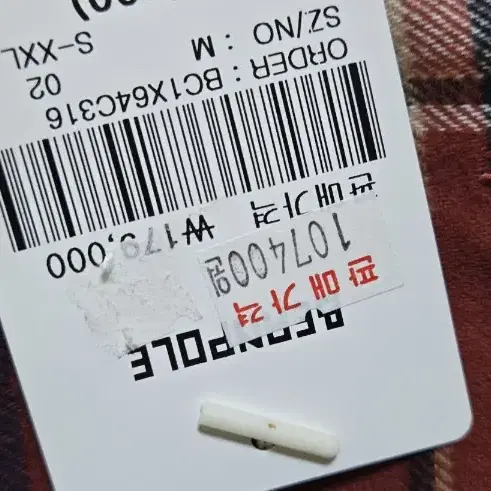 BEANPOLE
판매가격
107400원
판매가격 ₩179,000
ORDER : BC1X64C316
SZ/NO : M 02
S-XXL